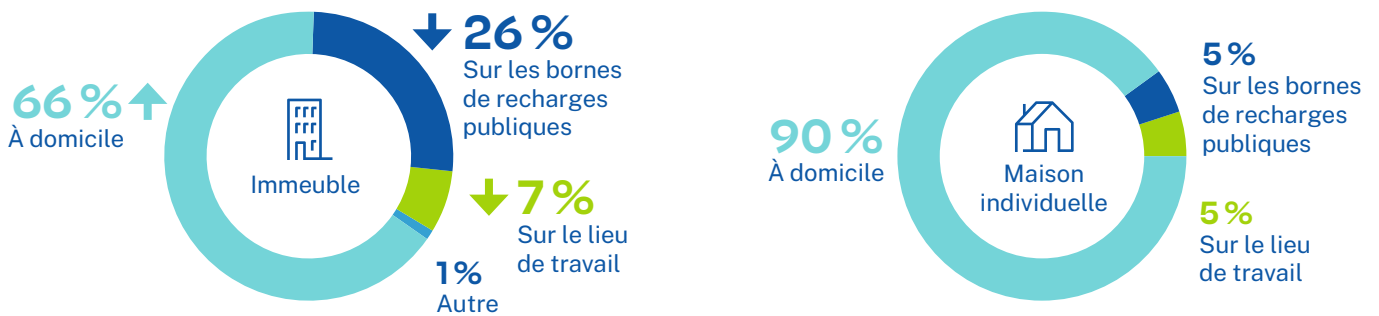 66 %
À domicile
26 %
Sur les bornes
de recharges
publiques
Immeuble
7 %
Sur le lieu
de travail
1%
Autre
90 %
À domicile
Maison
individuelle
5 %
Sur les bornes
de recharges
publiques
5 %
Sur le lieu
de travail